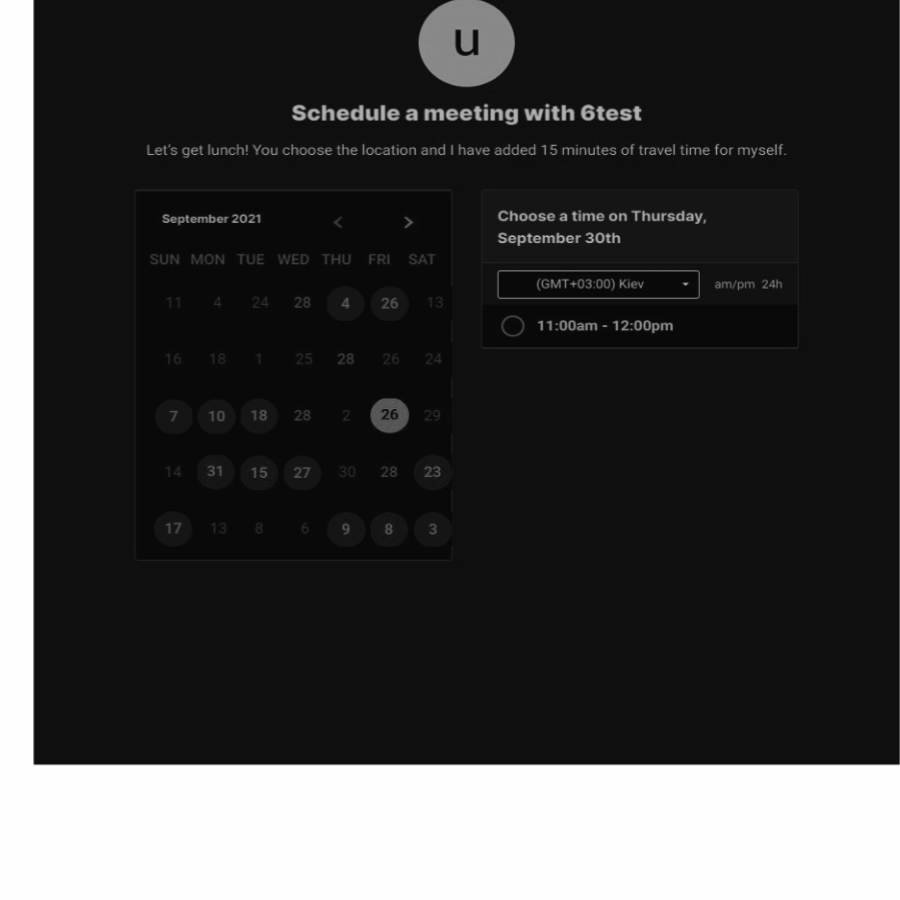 u
Schedule a meeting with 6test
Let's get lunch! You choose the location and I have added 15 minutes of travel time for myself.
September 2021 < >
SUN MON TUE WED THU FRI SAT
11 4 24 28 4 26 13
16 18 1 25 28 26 24
7 10 18 28 2 26 29
14 31 15 27 30 28 23
17 13 8 6 9 8 3
Choose a time on Thursday,
September 30th
(GMT+03:00) Kiev am/pm 24h
11:00am - 12:00pm